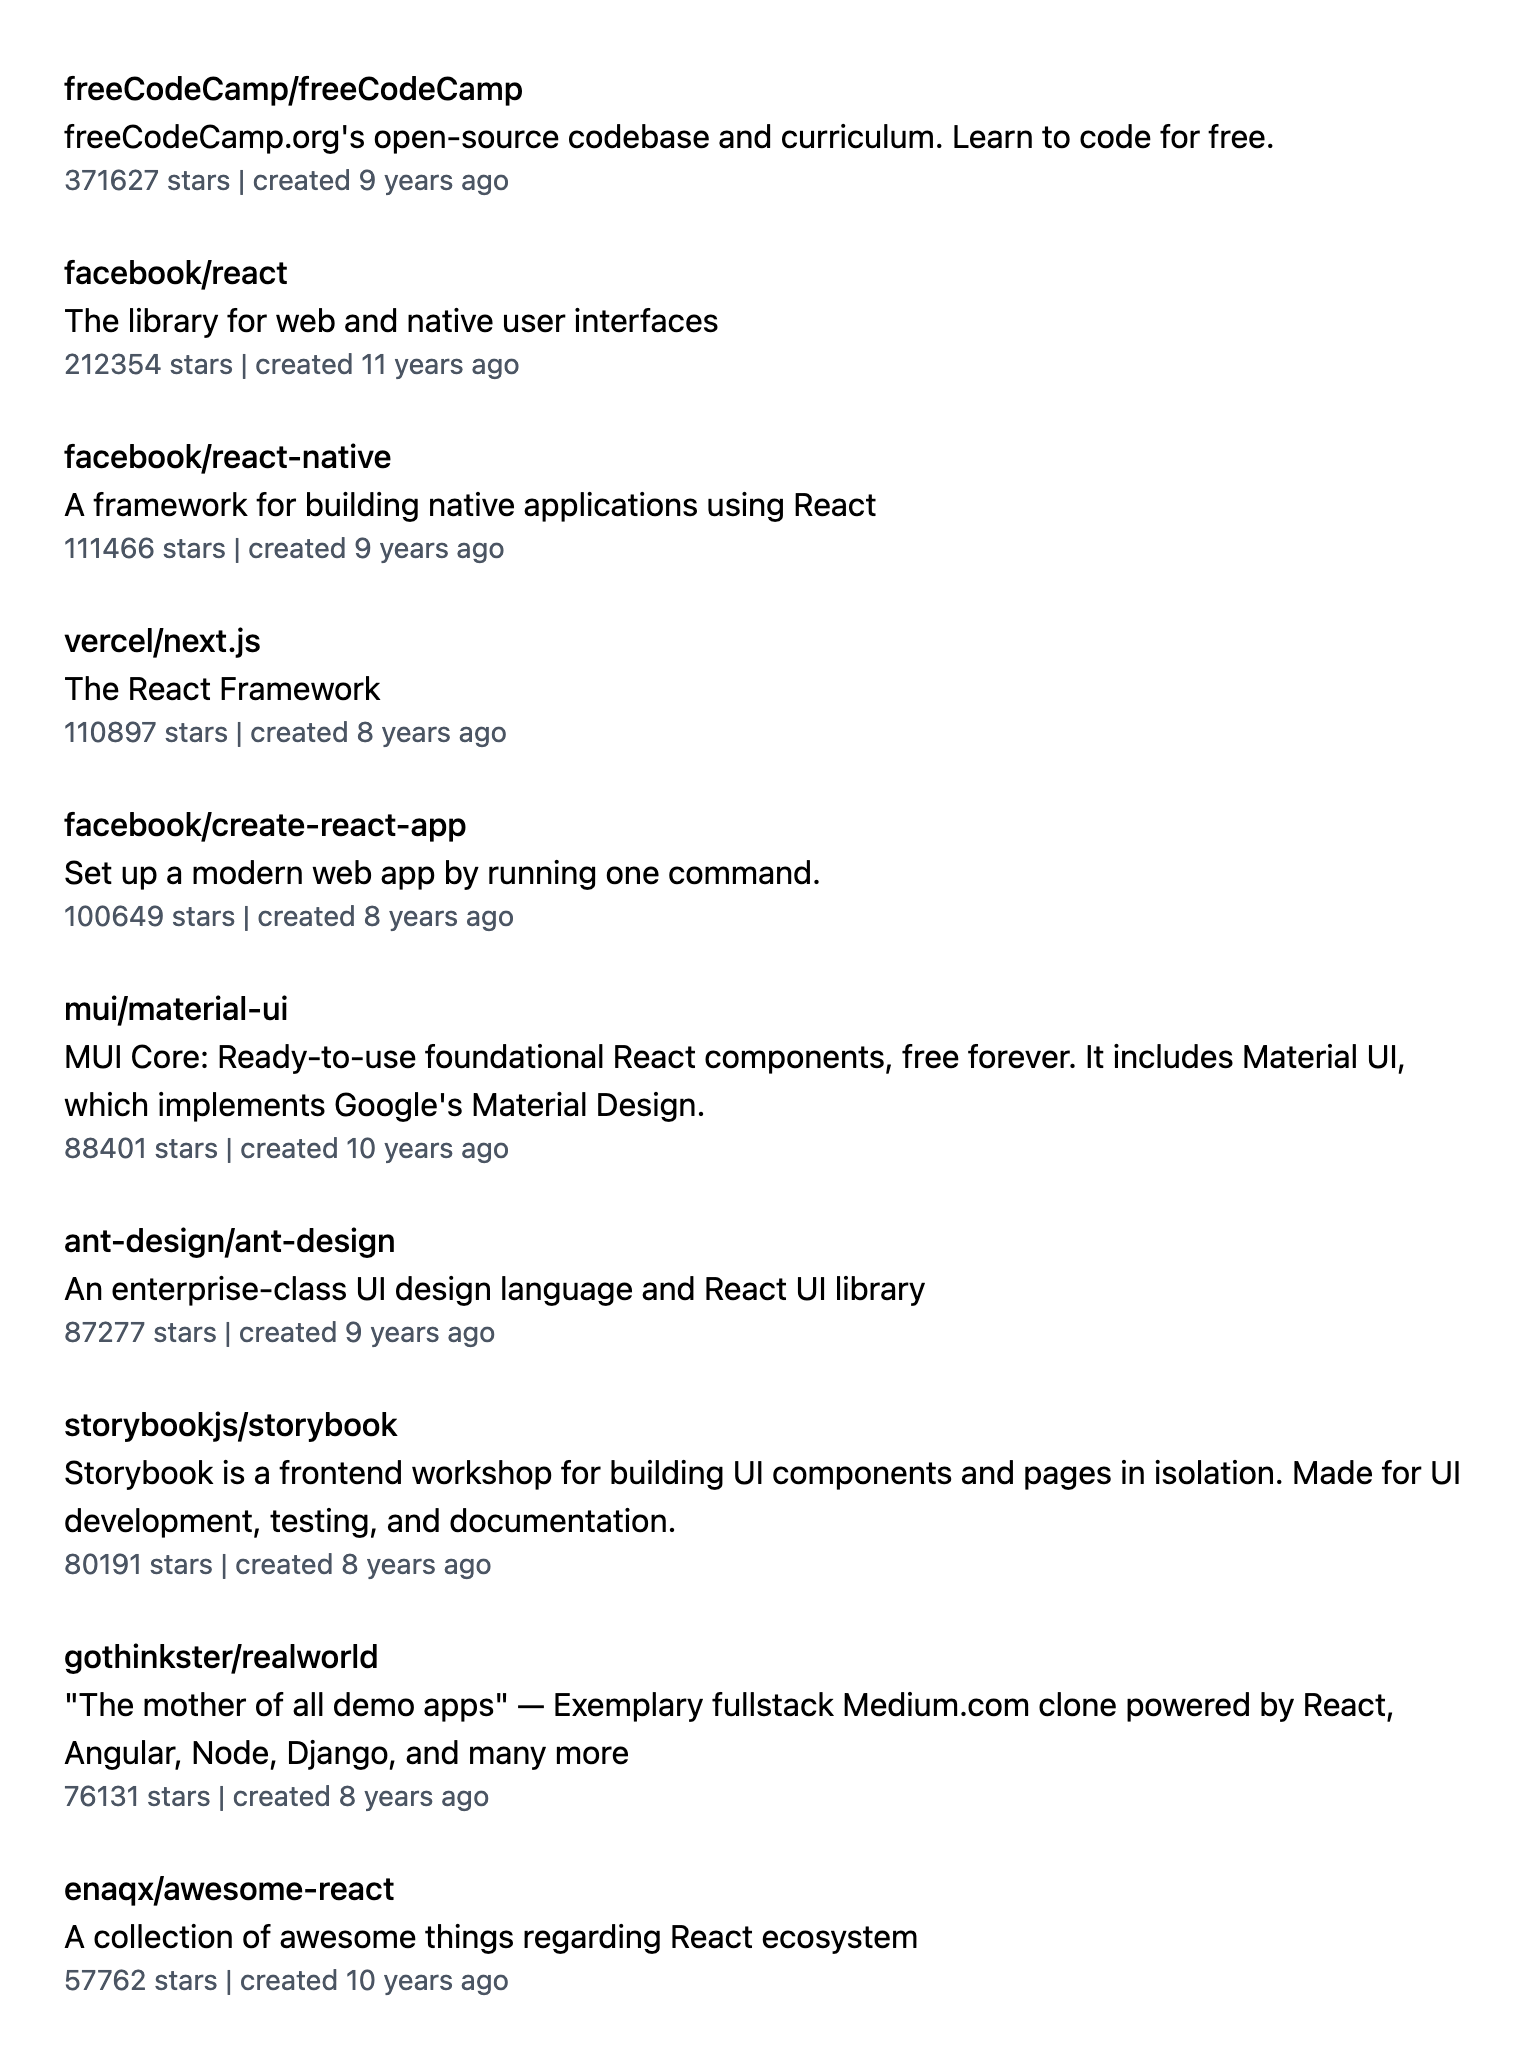 freeCodeCamp/freeCodeCamp
freeCodeCamp.org's open-source codebase and curriculum. Learn to code for free.
371627 stars | created 9 years ago
facebook/react
The library for web and native user interfaces
212354 stars | created 11 years ago
facebook/react-native
A framework for building native applications using React
111466 stars | created 9 years ago
vercel/next.js
The React Framework
110897 stars | created 8 years ago
facebook/create-react-app
Set up a modern web app by running one command.
100649 stars | created 8 years ago
mui/material-ui
MUI Core: Ready-to-use foundational React components, free forever. It includes Material UI,
which implements Google's Material Design.
88401 stars | created 10 years ago
ant-design/ant-design
An enterprise-class UI design language and React UI library
87277 stars | created 9 years ago
storybookjs/storybook
Storybook is a frontend workshop for building UI components and pages in isolation. Made for UI
development, testing, and documentation.
80191 stars | created 8 years ago
gothinkster/realworld
"The mother of all demo apps" — Exemplary fullstack Medium.com clone powered by React,
Angular, Node, Django, and many more
76131 stars | created 8 years ago
enaqx/awesome-react
A collection of awesome things regarding React ecosystem
57762 stars | created 10 years ago